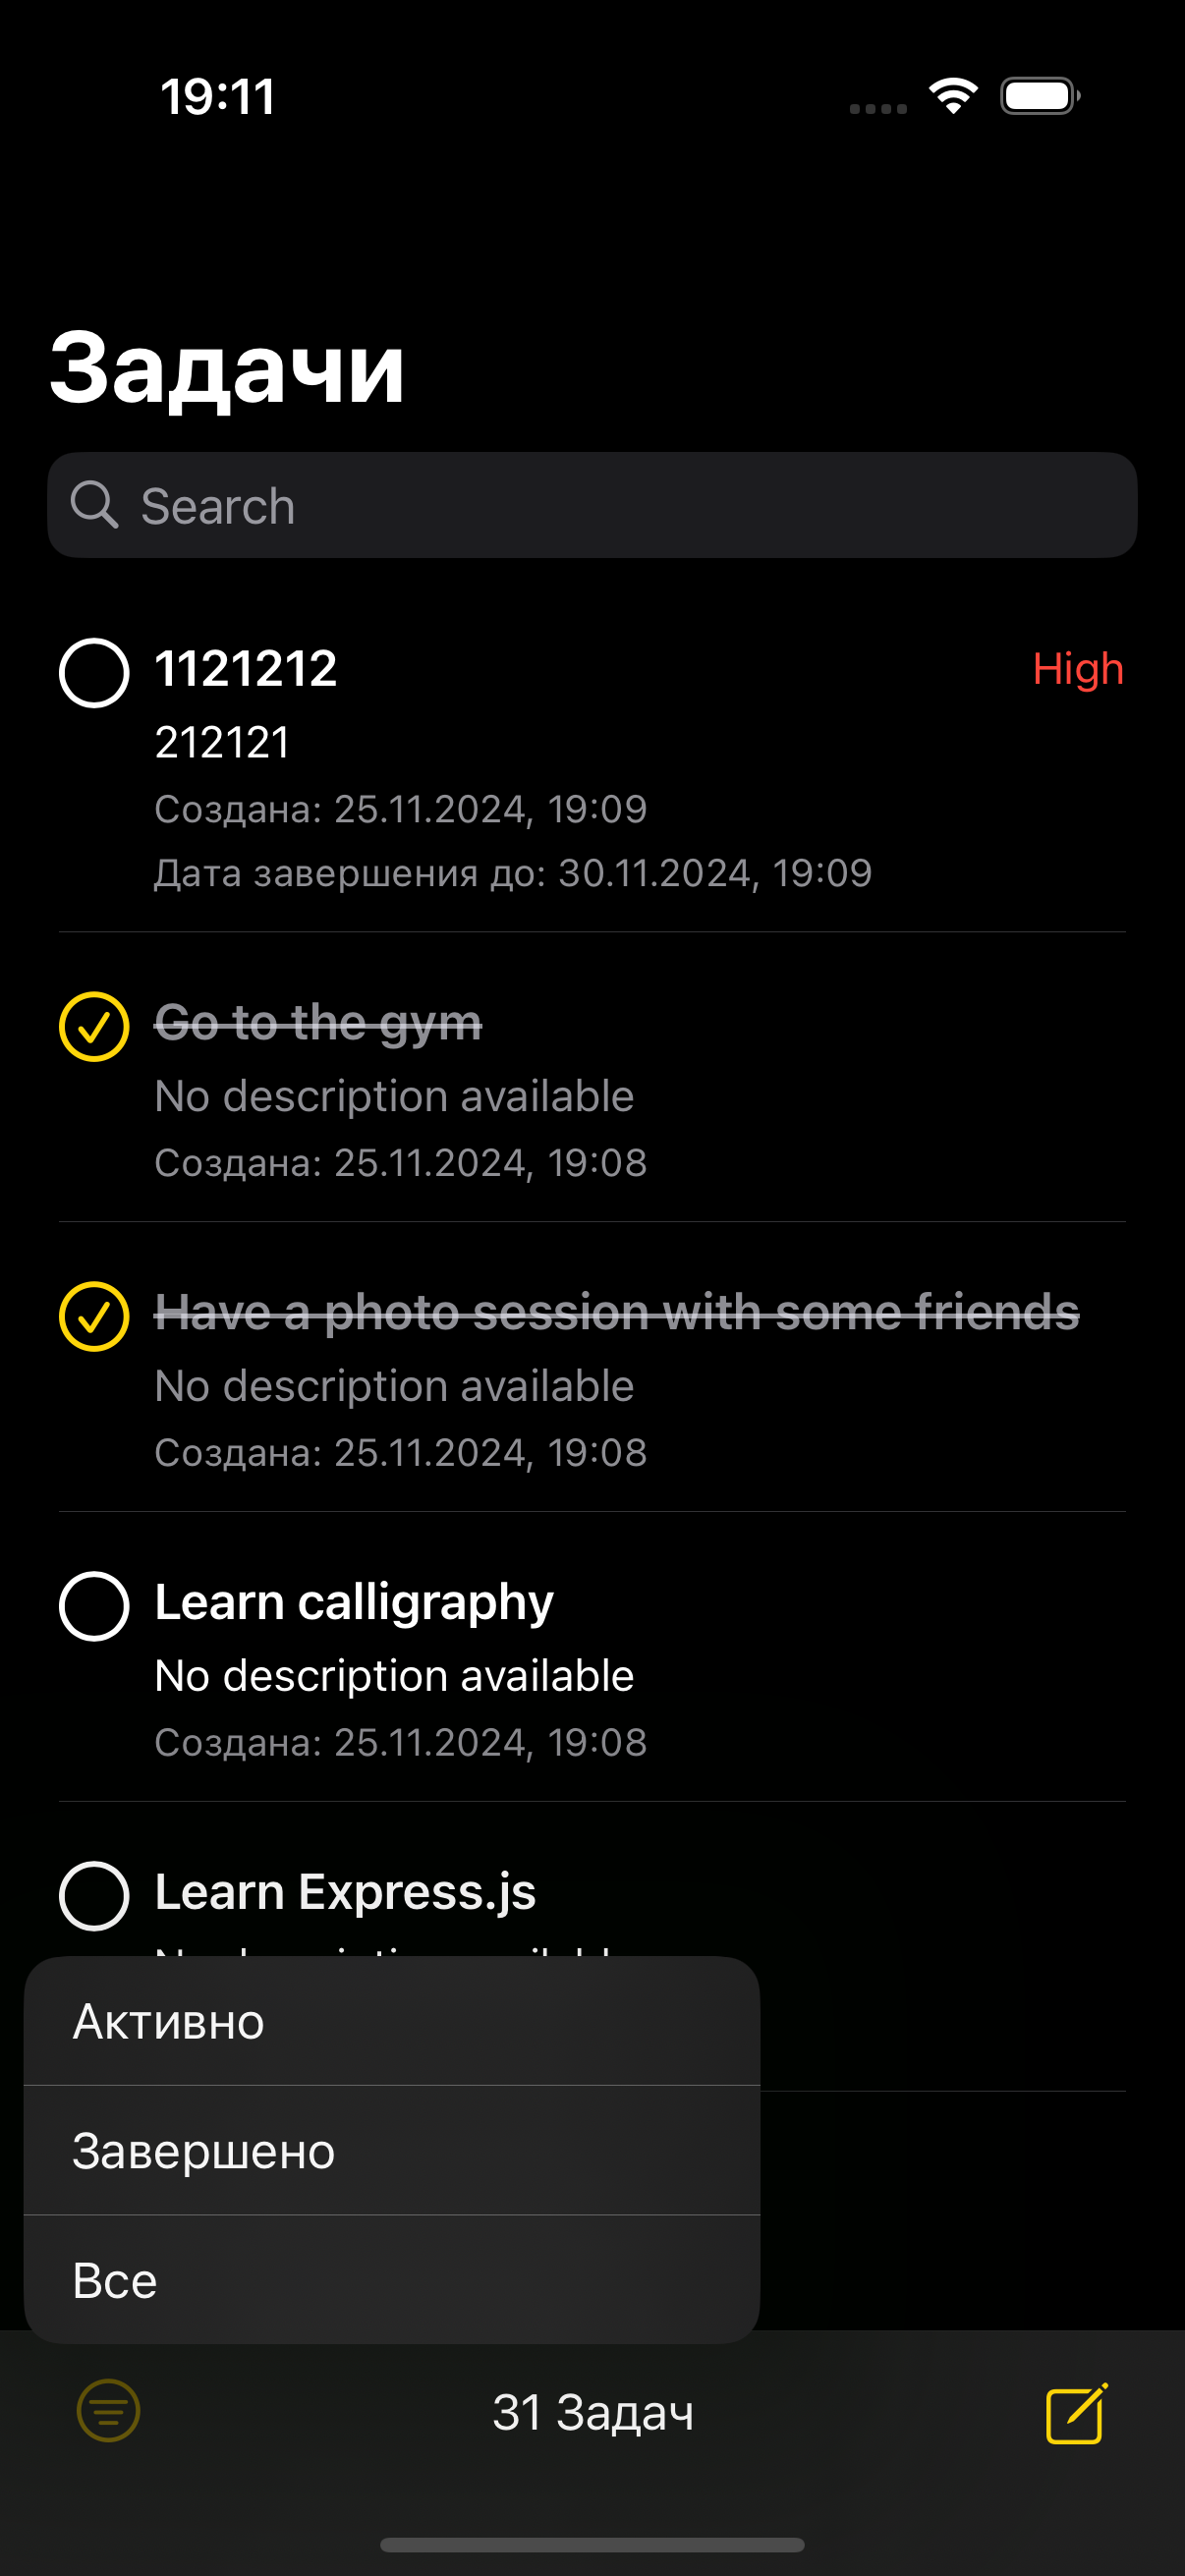 19:11
Задачи
Search
1121212
High
212121
Создана: 25.11.2024, 19:09
Дата завершения до: 30.11.2024, 19:09
Go to the gym
No description available
Создана: 25.11.2024, 19:08
Have a photo session with some friends
No description available
Создана: 25.11.2024, 19:08
Learn calligraphy
No description available
Создана: 25.11.2024, 19:08
Learn Express.js
Активно
Завершено
Все
31 Задач